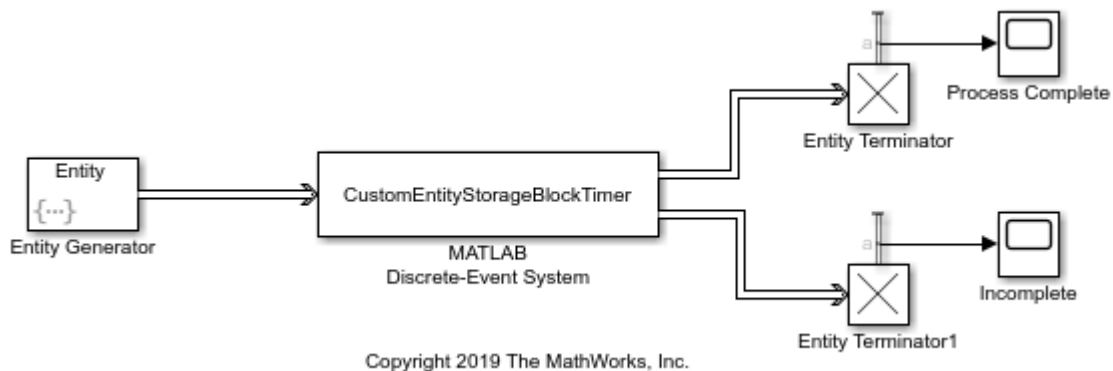 a
Process Complete
Entity Terminator
Entity
{...}
Entity Generator
CustomEntityStorageBlockTimer
MATLAB
Discrete-Event System
a
Incomplete
Entity Terminator1
Copyright 2019 The MathWorks, Inc.